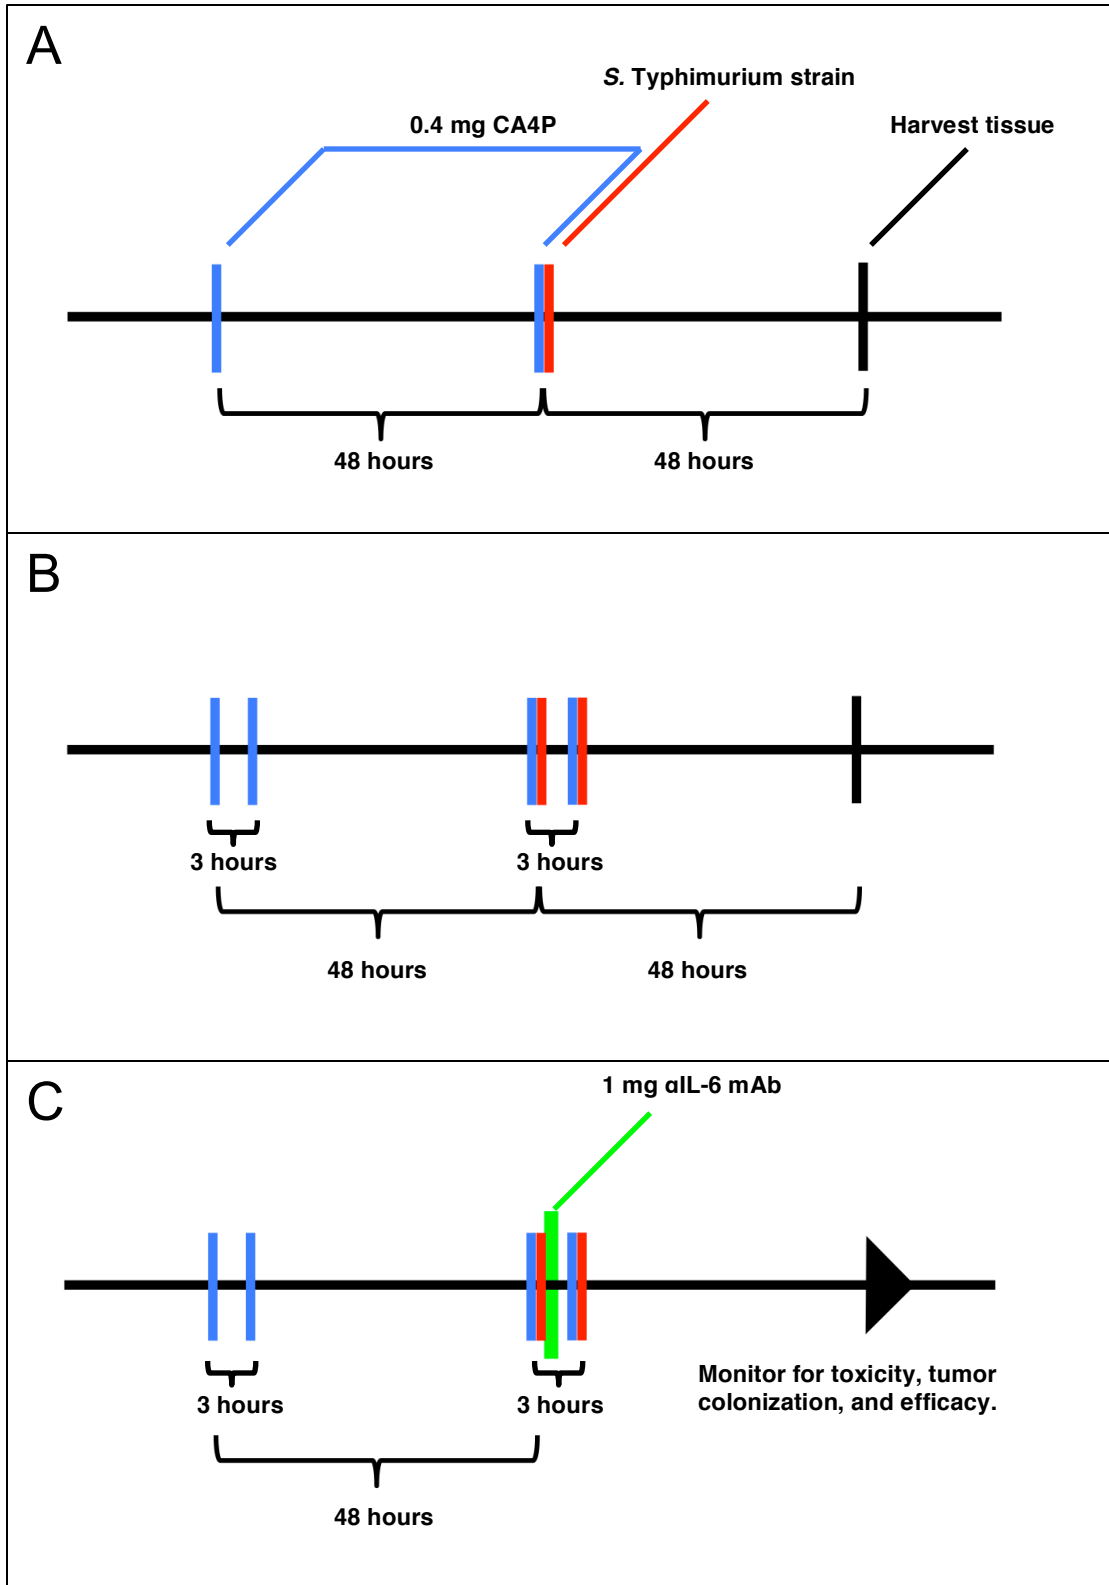 A
S. Typhimurium strain
0.4 mg CA4P
Harvest tissue
48 hours
48 hours
B
3 hours
3 hours
48 hours
48 hours
C
1 mg αIL-6 mAb
3 hours
3 hours
Monitor for toxicity, tumor
colonization, and efficacy.
48 hours